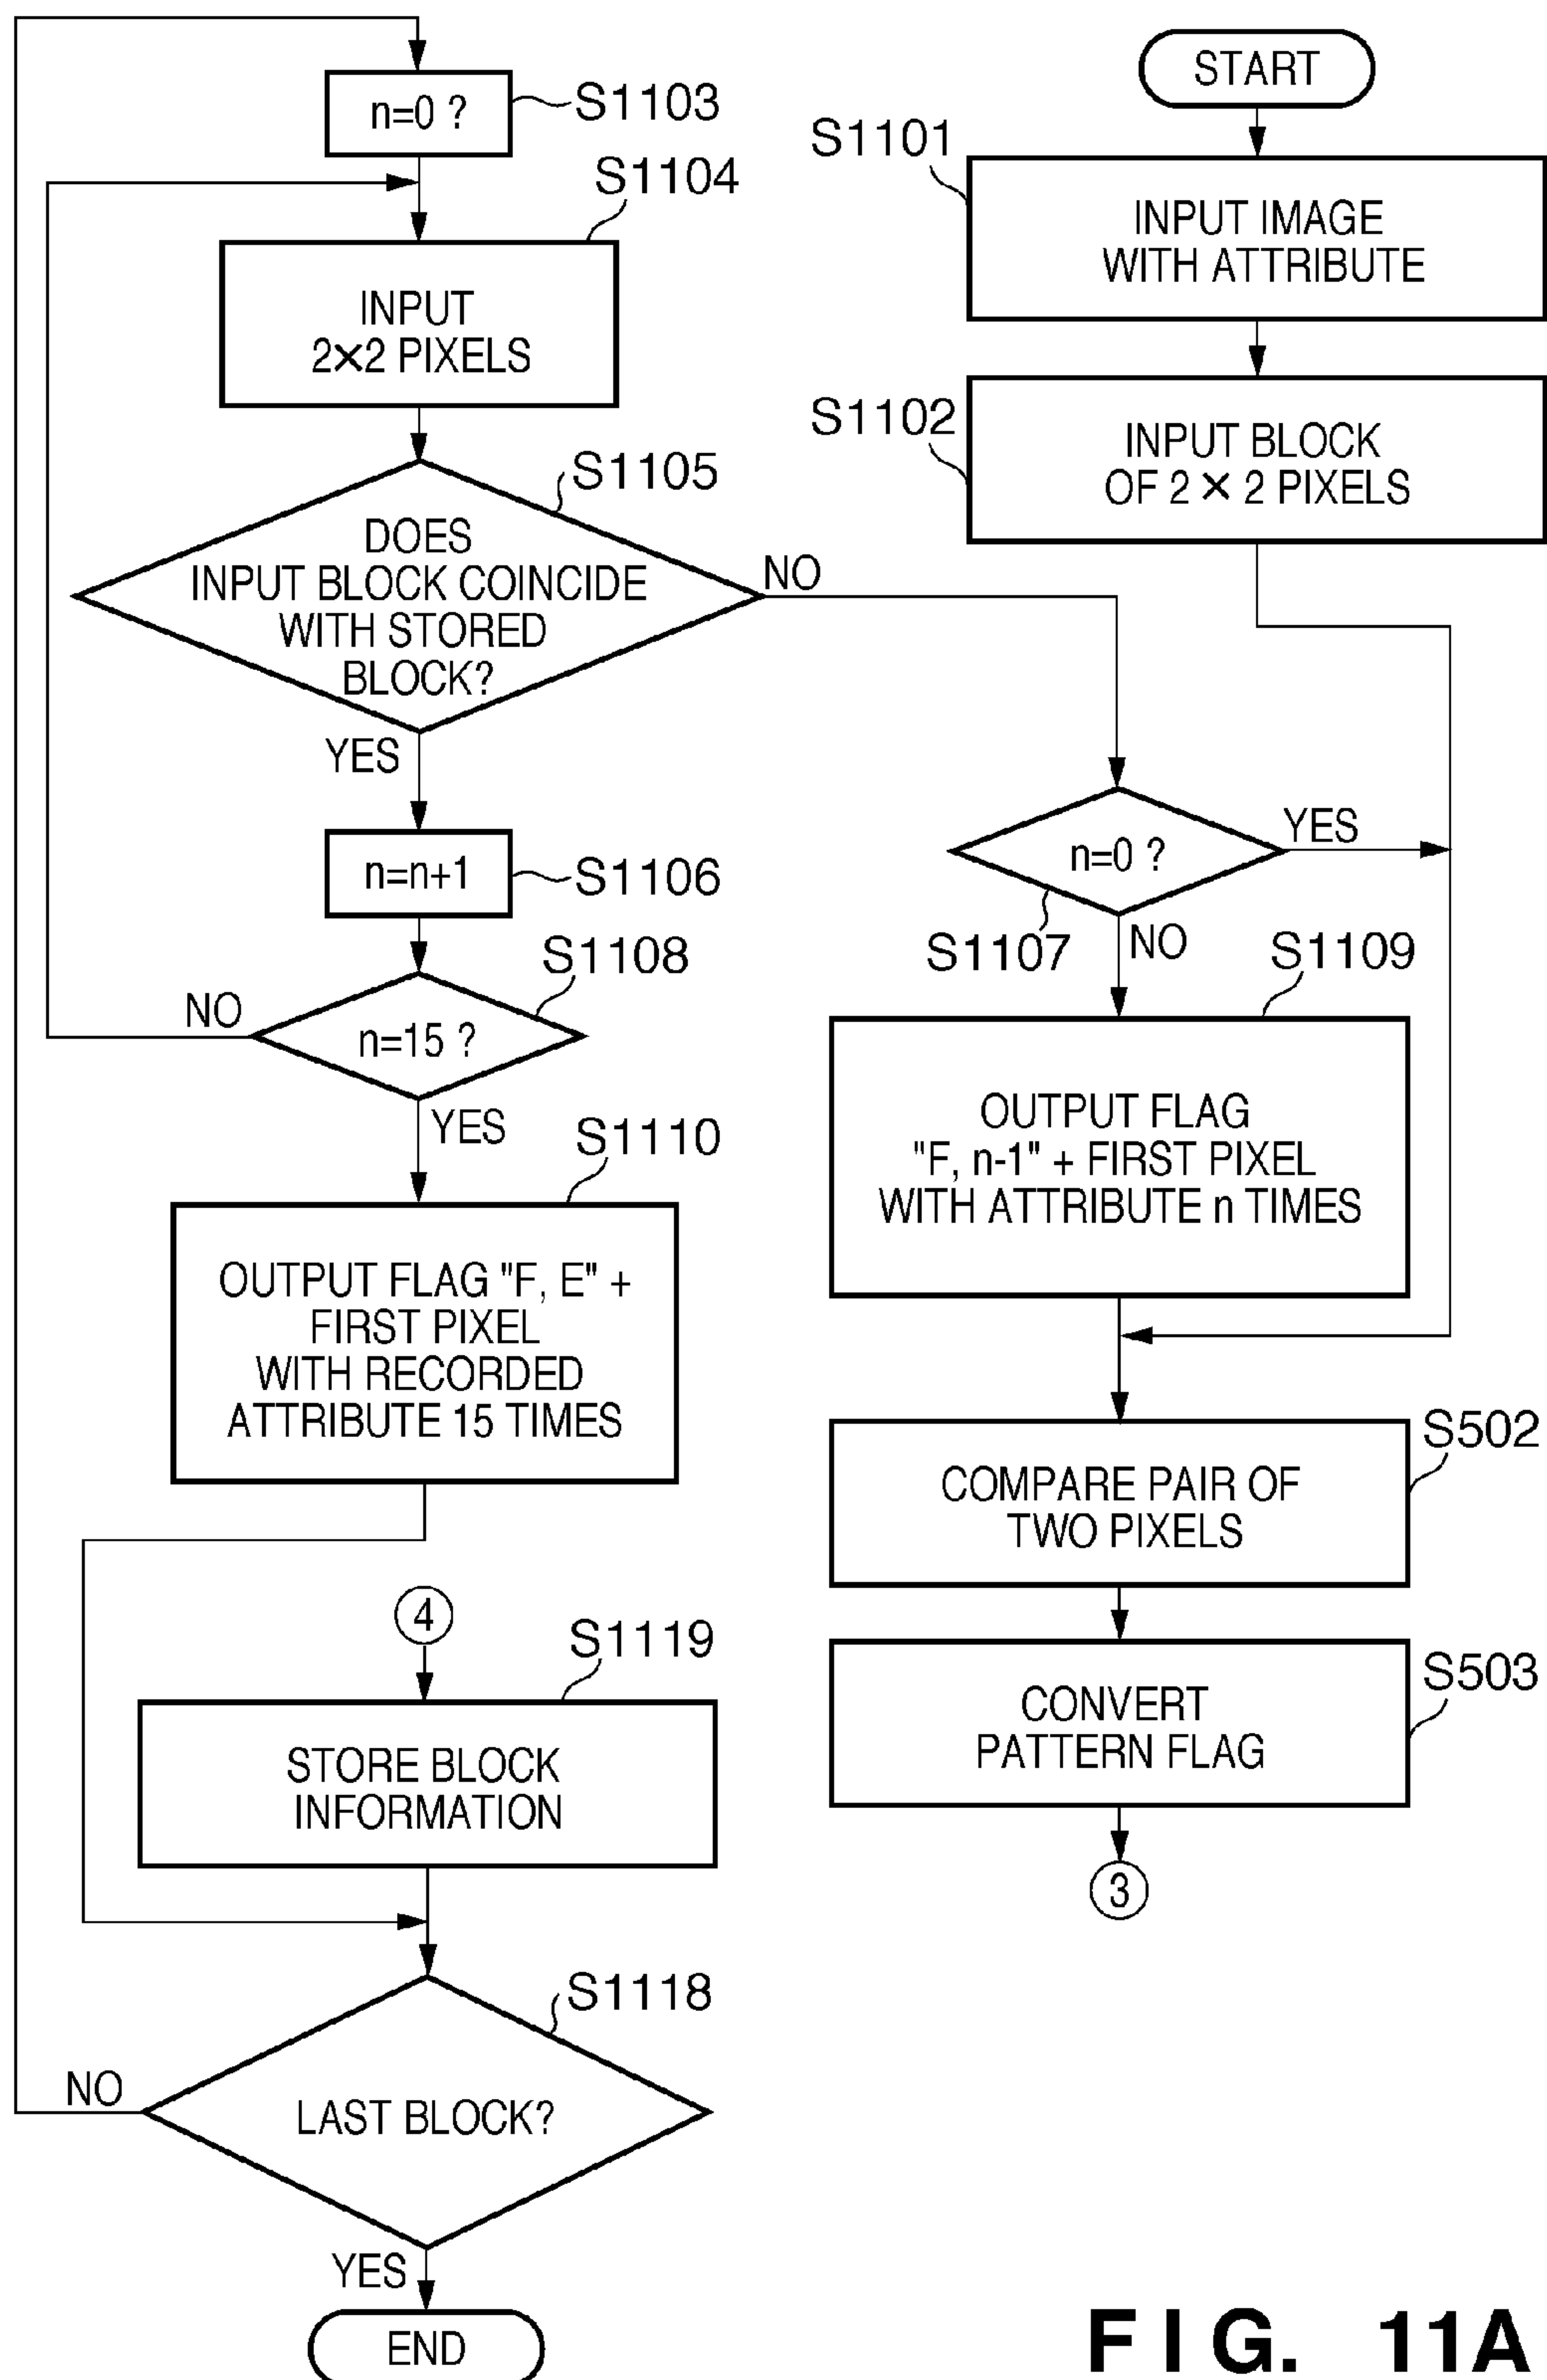 START
S1101
INPUT IMAGE
WITH ATTRIBUTE
S1102
INPUT BLOCK
OF 2 × 2 PIXELS
n=0 ?
S1103
S1104
INPUT
2×2 PIXELS
S1105
DOES
INPUT BLOCK COINCIDE
WITH STORED
BLOCK?
NO
YES
n=n+1
S1106
S1108
n=15 ?
NO
YES
S1110
OUTPUT FLAG "F, E" +
FIRST PIXEL
WITH RECORDED
ATTRIBUTE 15 TIMES
n=0 ?
YES
S1107
NO
S1109
OUTPUT FLAG
"F, n-1" + FIRST PIXEL
WITH ATTRIBUTE n TIMES
S502
COMPARE PAIR OF
TWO PIXELS
S503
CONVERT
PATTERN FLAG
3
4
S1119
STORE BLOCK
INFORMATION
S1118
LAST BLOCK?
NO
YES
END
FIG. 11A